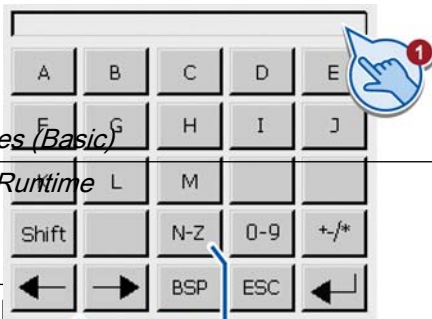 1
A B C D E
F G H I J
es (Basic)
K L M
Runtime
Shift N-Z 0-9 +-/*
BSP ESC